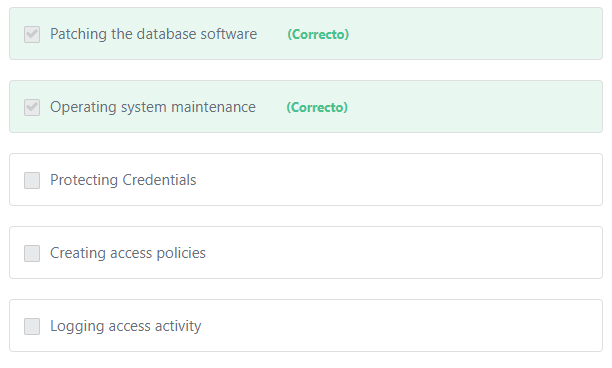 Patching the database software (Correcto)
Operating system maintenance (Correcto)
Protecting Credentials
Creating access policies
Logging access activity